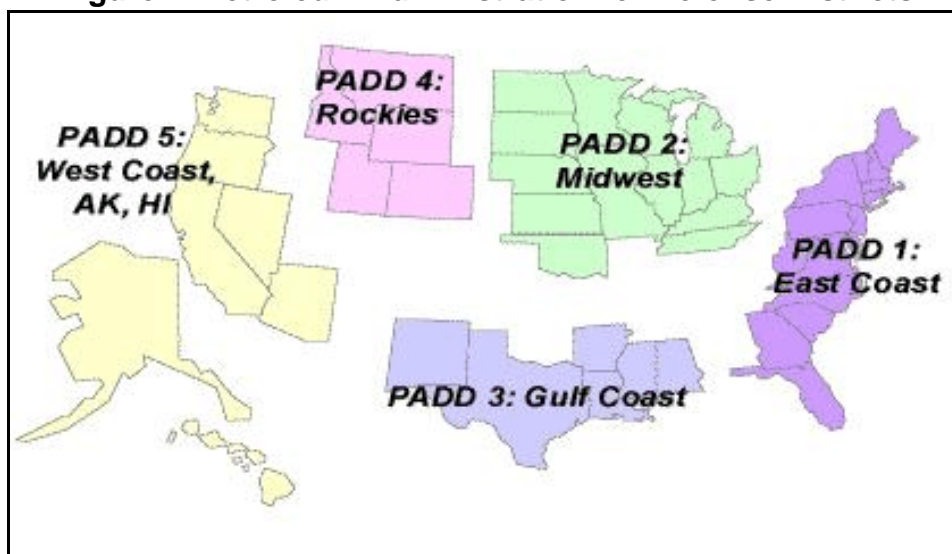 PADD 4:
Rockies
PADD 5:
West Coast,
AK, HI
PADD 2:
Midwest
PADD 1:
East Coast
PADD 3: Gulf Coast